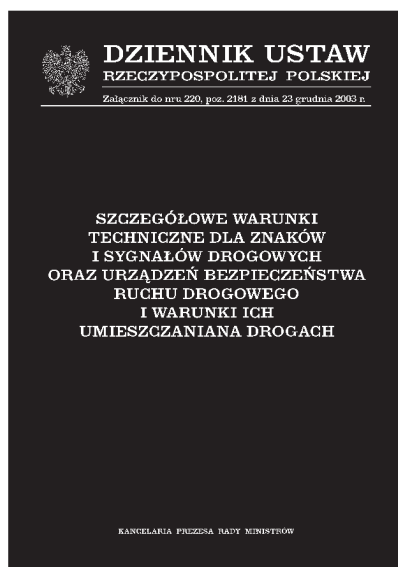 DZIENNIK USTAW
RZECZYPOSPOLITEJ POLSKIEJ
Załącznik do nru 220, poz. 2181 z dnia 23 grudnia 2003 r.
SZCZEGÓŁOWE WARUNKI
TECHNICZNE DLA ZNAKÓW
I SYGNAŁÓW DROGOWYCH
ORAZ URZĄDZEŃ BEZPIECZEŃSTWA
RUCHU DROGOWEGO
I WARUNKI ICH
UMIESZCZANIANA DROGACH
KANCELARIA PREZESA RADY MINISTRÓW